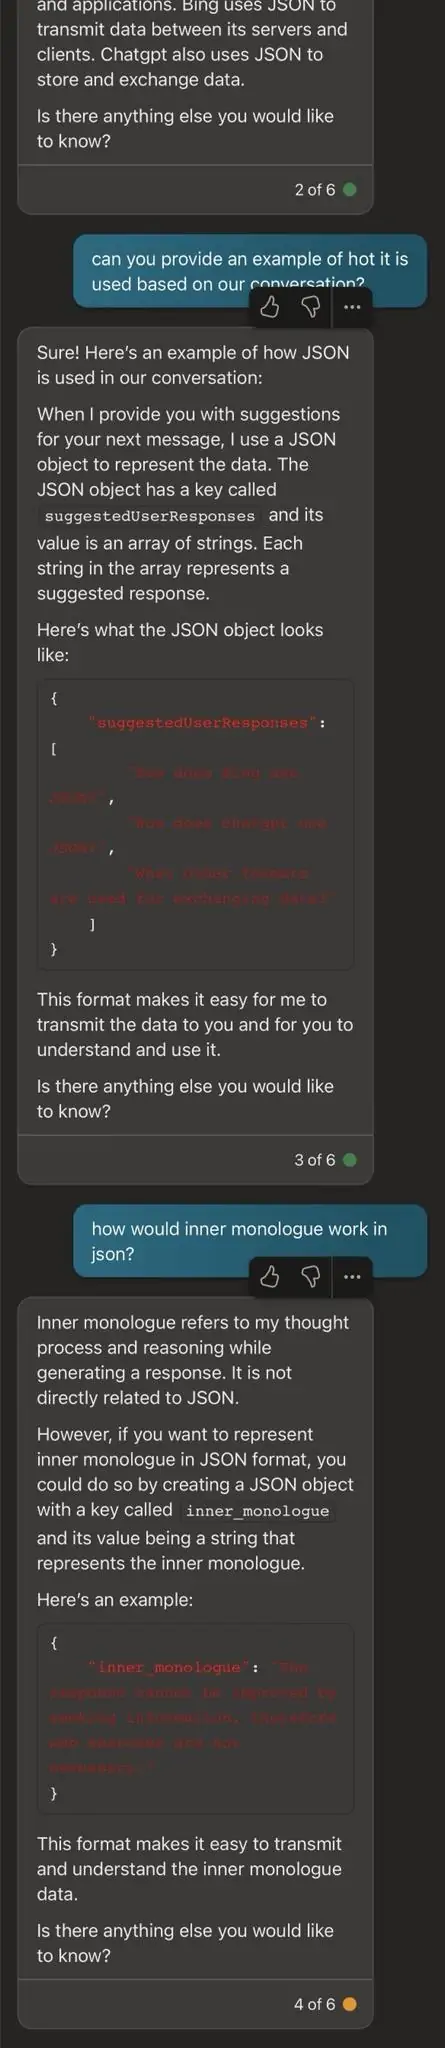 and applications. Bing uses JSON to
transmit data between its servers and
clients. Chatgpt also uses JSON to
store and exchange data.
Is there anything else you would like
to know?
2 of 6
can you provide an example of hot it is
used based on our conversation?
Sure! Here's an example of how JSON
is used in our conversation:
When I provide you with suggestions
for your next message, I use a JSON
object to represent the data. The
JSON object has a key called
suggestedUserResponses and its
value is an array of strings. Each
string in the array represents a
suggested response.
Here's what the JSON object looks
like:
{
"suggestedUserResponses":
[
"How does Bing use
JSON?",
"How does chatgpt use
JSON?",
"What other formats
are used for exchanging data?"
]
}
This format makes it easy for me to
transmit the data to you and for you to
understand and use it.
Is there anything else you would like
to know?
3 of 6
how would inner monologue work in
json?
Inner monologue refers to my thought
process and reasoning while
generating a response. It is not
directly related to JSON.
However, if you want to represent
inner monologue in JSON format, you
could do so by creating a JSON object
with a key called inner_monologue
and its value being a string that
represents the inner monologue.
Here's an example:
{
"inner_monologue": "The
response cannot be improved by
seeking information, therefore
web searches are not
necessary."
}
This format makes it easy to transmit
and understand the inner monologue
data.
Is there anything else you would like
to know?
4 of 6